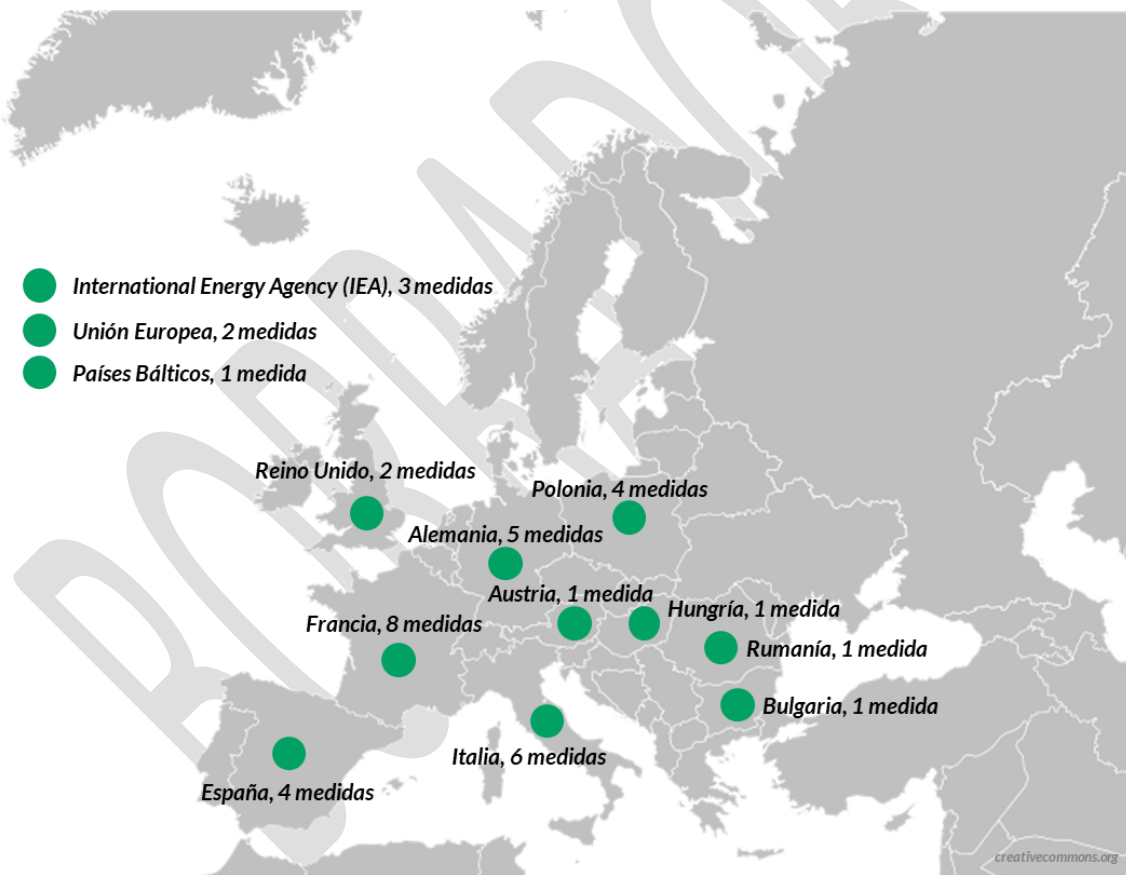 International Energy Agency (IEA), 3 medidas
Unión Europea, 2 medidas
Países Bálticos, 1 medida
Reino Unido, 2 medidas
Polonia, 4 medidas
Alemania, 5 medidas
Austria, 1 medida
Hungría, 1 medida
Francia, 8 medidas
Rumanía, 1 medida
Bulgaria, 1 medida
Italia, 6 medidas
España, 4 medidas
creativecommons.org